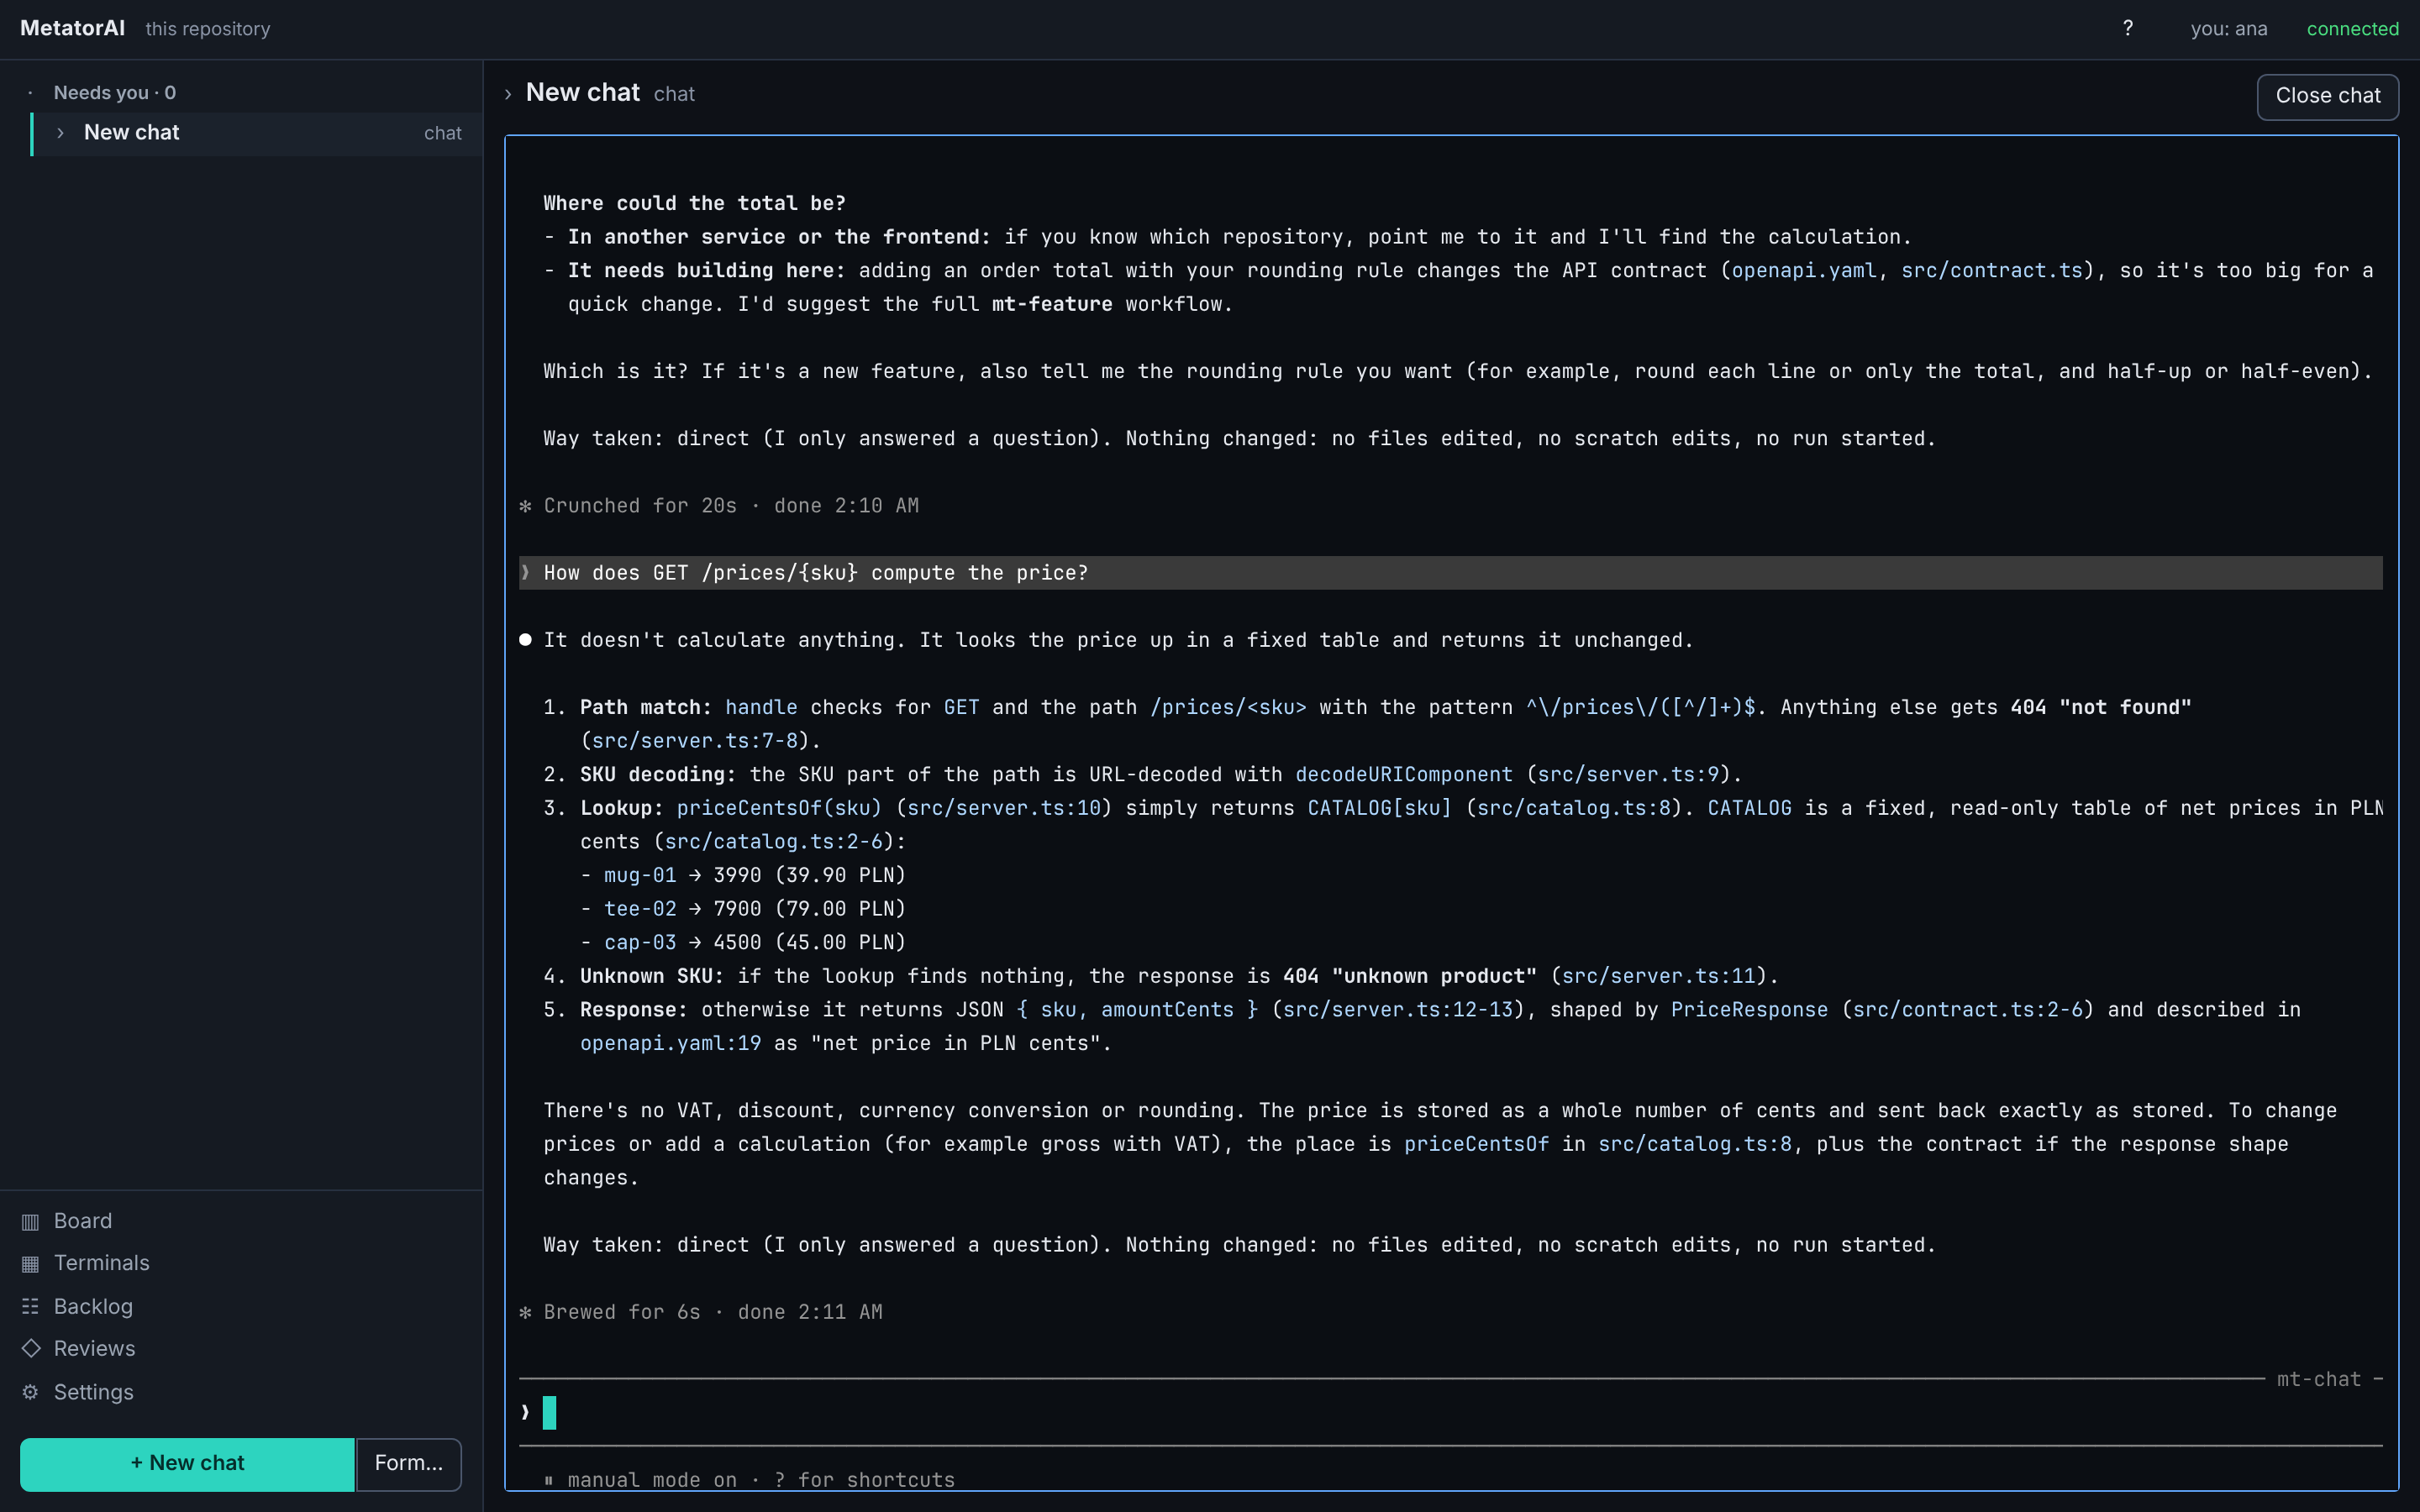 MetatorAI this repository ? you: ana connected
· Needs you · 0
› New chat chat
› New chat chat Close chat
Where could the total be?
- In another service or the frontend: if you know which repository, point me to it and I'll find the calculation.
- It needs building here: adding an order total with your rounding rule changes the API contract (openapi.yaml, src/contract.ts), so it's too big for a
quick change. I'd suggest the full mt-feature workflow.
Which is it? If it's a new feature, also tell me the rounding rule you want (for example, round each line or only the total, and half-up or half-even).
Way taken: direct (I only answered a question). Nothing changed: no files edited, no scratch edits, no run started.
✻ Crunched for 20s · done 2:10 AM
❯ How does GET /prices/{sku} compute the price?
● It doesn't calculate anything. It looks the price up in a fixed table and returns it unchanged.
1. Path match: handle checks for GET and the path /prices/<sku> with the pattern ^\/prices\/([^/]+)$. Anything else gets 404 "not found"
(src/server.ts:7-8).
2. SKU decoding: the SKU part of the path is URL-decoded with decodeURIComponent (src/server.ts:9).
3. Lookup: priceCentsOf(sku) (src/server.ts:10) simply returns CATALOG[sku] (src/catalog.ts:8). CATALOG is a fixed, read-only table of net prices in PLN
cents (src/catalog.ts:2-6):
- mug-01 → 3990 (39.90 PLN)
- tee-02 → 7900 (79.00 PLN)
- cap-03 → 4500 (45.00 PLN)
4. Unknown SKU: if the lookup finds nothing, the response is 404 "unknown product" (src/server.ts:11).
5. Response: otherwise it returns JSON { sku, amountCents } (src/server.ts:12-13), shaped by PriceResponse (src/contract.ts:2-6) and described in
openapi.yaml:19 as "net price in PLN cents".
There's no VAT, discount, currency conversion or rounding. The price is stored as a whole number of cents and sent back exactly as stored. To change
prices or add a calculation (for example gross with VAT), the place is priceCentsOf in src/catalog.ts:8, plus the contract if the response shape
changes.
Way taken: direct (I only answered a question). Nothing changed: no files edited, no scratch edits, no run started.
✻ Brewed for 6s · done 2:11 AM
mt-chat
❯
⏸ manual mode on · ? for shortcuts
Board
Terminals
Backlog
Reviews
Settings
+ New chat Form...